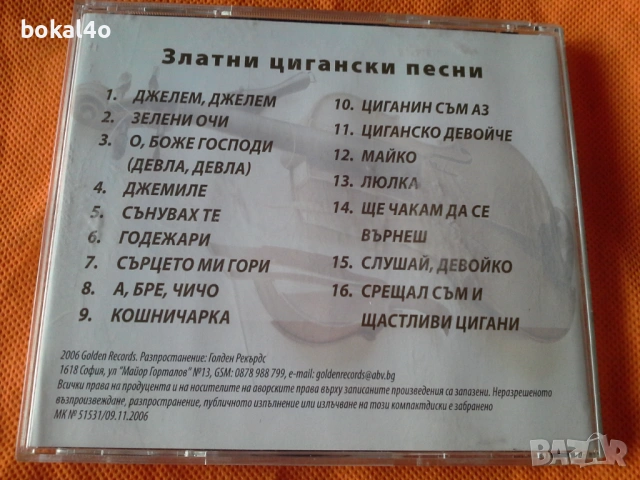 bokal4o
Златни цигански песни
1. ДЖЕЛЕМ, ДЖЕЛЕМ
2. ЗЕЛЕНИ ОЧИ
3. О, БОЖЕ ГОСПОДИ
(ДЕВЛА, ДЕВЛА)
4. ДЖЕМИЛЕ
5. СЪНУВАХ ТЕ
6. ГОДЕЖАРИ
7. СЪРЦЕТО МИ ГОРИ
8. А, БРЕ, ЧИЧО
9. КОШНИЧАРКА
10. ЦИГАНИН СЪМ АЗ
11. ЦИГАНСКО ДЕВОЙЧЕ
12. МАЙКО
13. ЛЮЛКА
14. ЩЕ ЧАКАМ ДА СЕ
ВЪРНЕШ
15. СЛУШАЙ, ДЕВОЙКО
16. СРЕЩАЛ СЪМ И
ЩАСТЛИВИ ЦИГАНИ
2006 Golden Records. Разпростанение: Голден Рекърдс
1618 София, ул "Майор Горталов" №13, GSM: 0878 988 799, e-mail: goldenrecords@abv.bg
Всички права на продуцента и на носителите на аворските права върху записаните произведения са запазени. Неразрешеното
възпроизвеждане, разпространение, публичното изпълнение или излъчване на този компактдиски е забранено
МК № 51531/09.11.2006
BAZAR